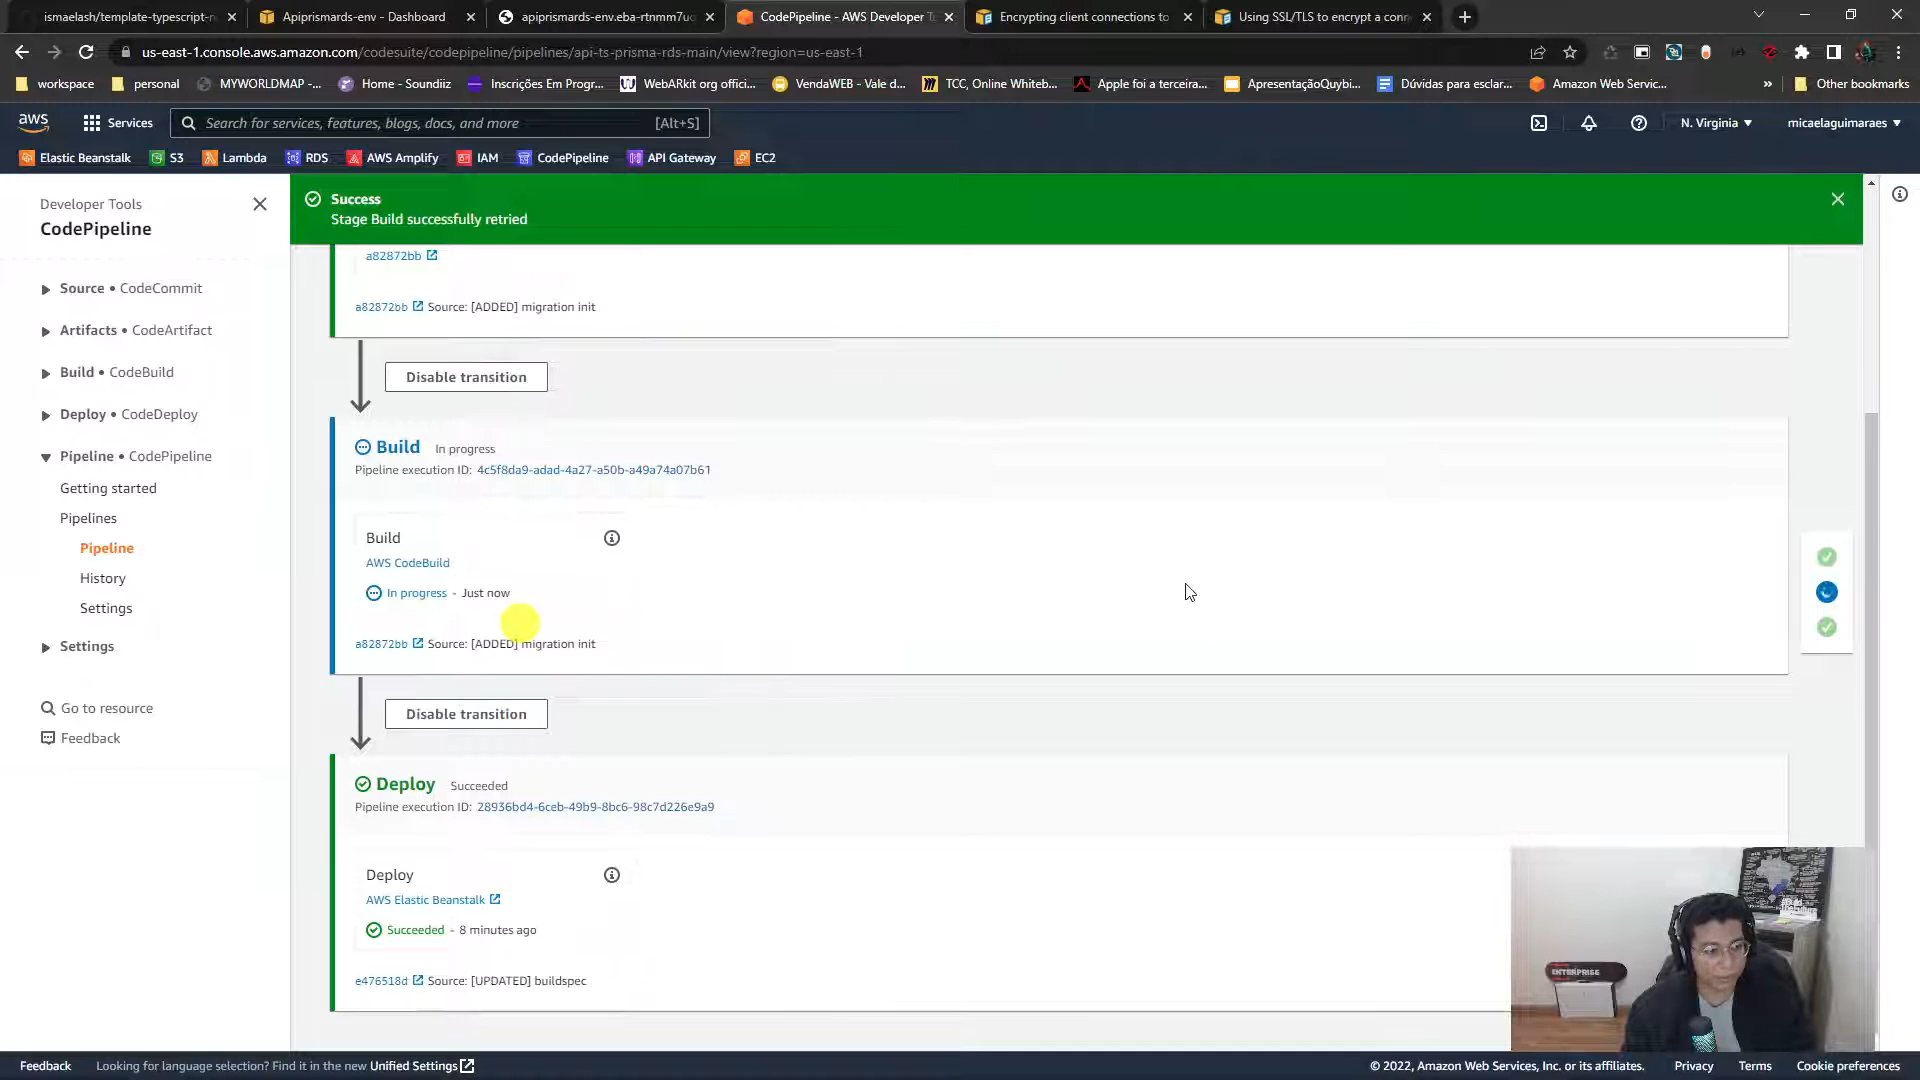 ismaelash/template-typescript-n
Apiprismards-env - Dashboard
apiprismards-env.eba-rtnmm7uq
CodePipeline - AWS Developer T
Encrypting client connections to
Using SSL/TLS to encrypt a conn
us-east-1.console.aws.amazon.com/codesuite/codepipeline/pipelines/api-ts-prisma-rds-main/view?region=us-east-1
workspace
personal
MYWORLDMAP -...
Home - Soundiiz
Inscrições Em Progr...
WebARkit org offici...
VendaWEB - Vale d...
TCC, Online Whiteb...
Apple foi a terceira...
ApresentaçãoQuybi...
Dúvidas para esclar...
Amazon Web Servic...
»
Other bookmarks
aws
Services
Search for services, features, blogs, docs, and more
[Alt+S]
N. Virginia
micaelaguimaraes
Elastic Beanstalk
S3
Lambda
RDS
AWS Amplify
IAM
CodePipeline
API Gateway
EC2
Developer Tools
CodePipeline
Source • CodeCommit
Artifacts • CodeArtifact
Build • CodeBuild
Deploy • CodeDeploy
Pipeline • CodePipeline
Getting started
Pipelines
Pipeline
History
Settings
Settings
Go to resource
Feedback
Success
Stage Build successfully retried
a82872bb
a82872bb Source: [ADDED] migration init
Disable transition
Build In progress
Pipeline execution ID: 4c5f8da9-adad-4a27-a50b-a49a74a07b61
Build
AWS CodeBuild
In progress - Just now
a82872bb Source: [ADDED] migration init
Disable transition
Deploy Succeeded
Pipeline execution ID: 28936bd4-6ceb-49b9-8bc6-98c7d226e9a9
Deploy
AWS Elastic Beanstalk
Succeeded - 8 minutes ago
e476518d Source: [UPDATED] buildspec
ENTERPRISE
Feedback
Looking for language selection? Find it in the new Unified Settings
© 2022, Amazon Web Services, Inc. or its affiliates.
Privacy
Terms
Cookie preferences